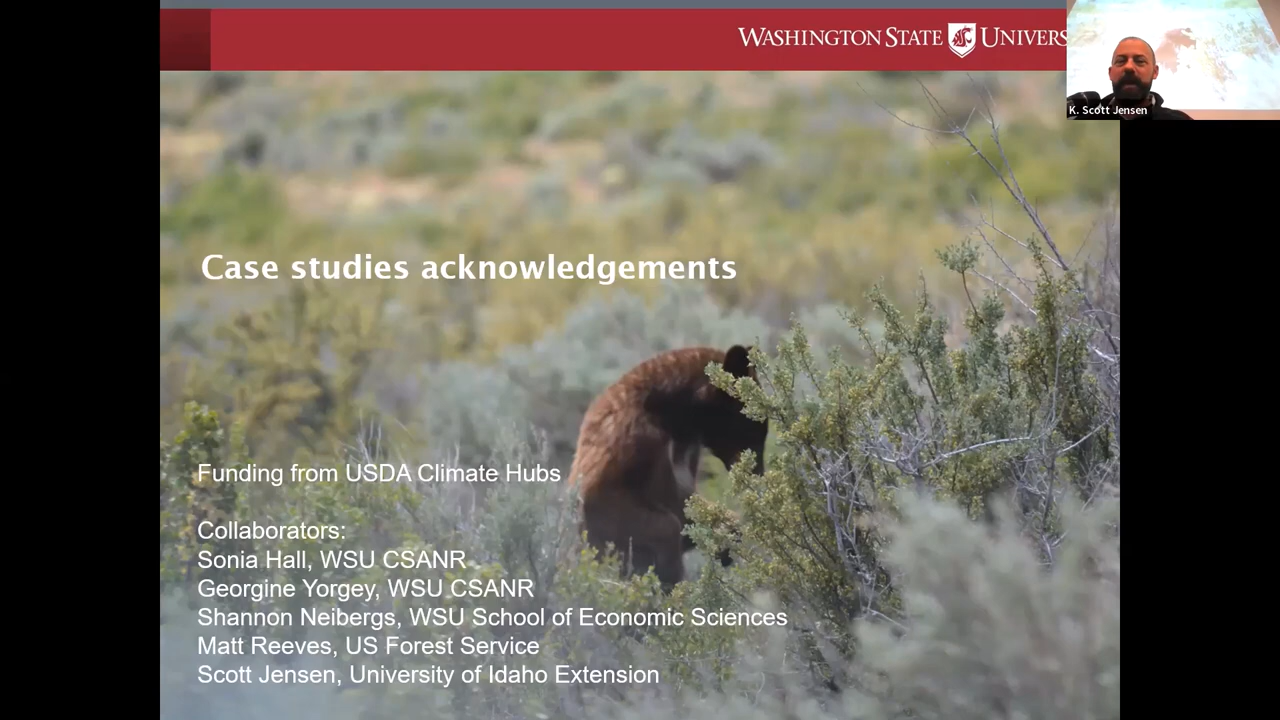 WASHINGTON STATE UNIVERS
K. Scott Jensen
Case studies acknowledgements
Funding from USDA Climate Hubs
Collaborators:
Sonia Hall, WSU CSANR
Georgine Yorgey, WSU CSANR
Shannon Neibergs, WSU School of Economic Sciences
Matt Reeves, US Forest Service
Scott Jensen, University of Idaho Extension